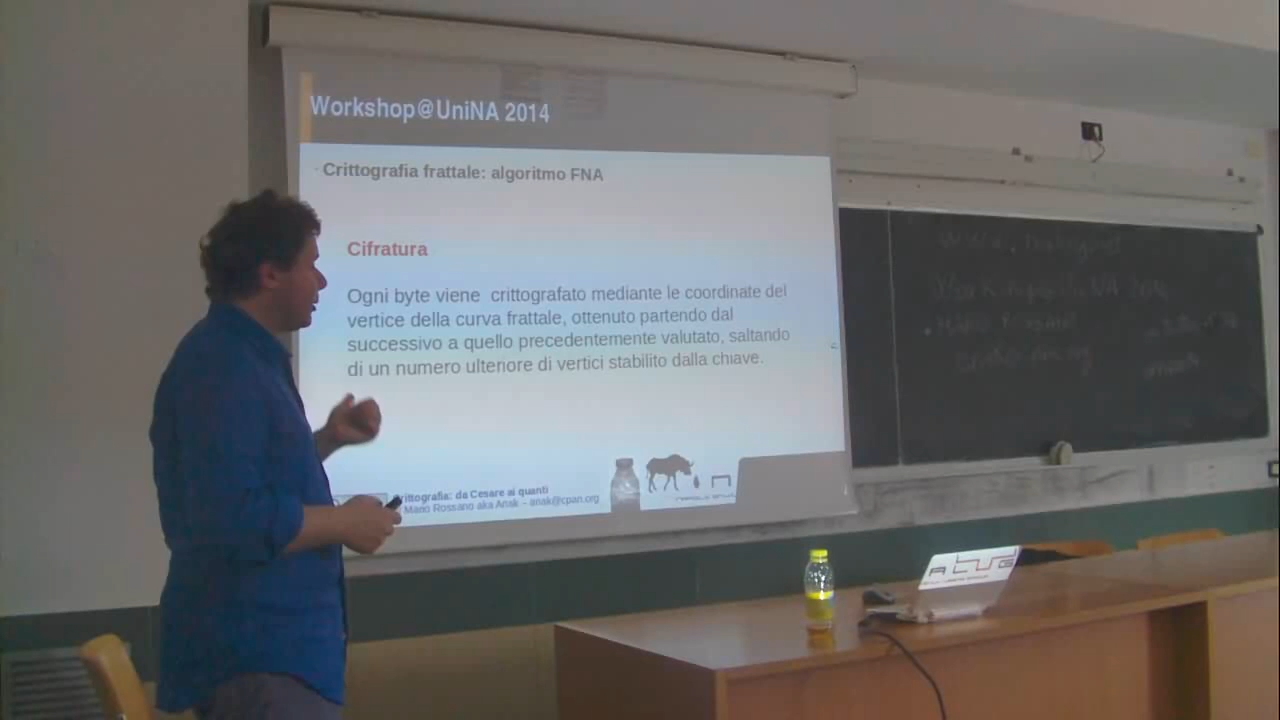 Workshop@UniNA 2014
Crittografia frattale: algoritmo FNA
Cifratura
Ogni byte viene crittografato mediante le coordinate del
vertice della curva frattale, ottenuto partendo dal
successivo a quello precedentemente valutato, saltando
di un numero ulteriore di vertici stabilito dalla chiave.
Crittografia: da Cesare ai quanti
Mario Rossano aka Anak – anak@cpan.org